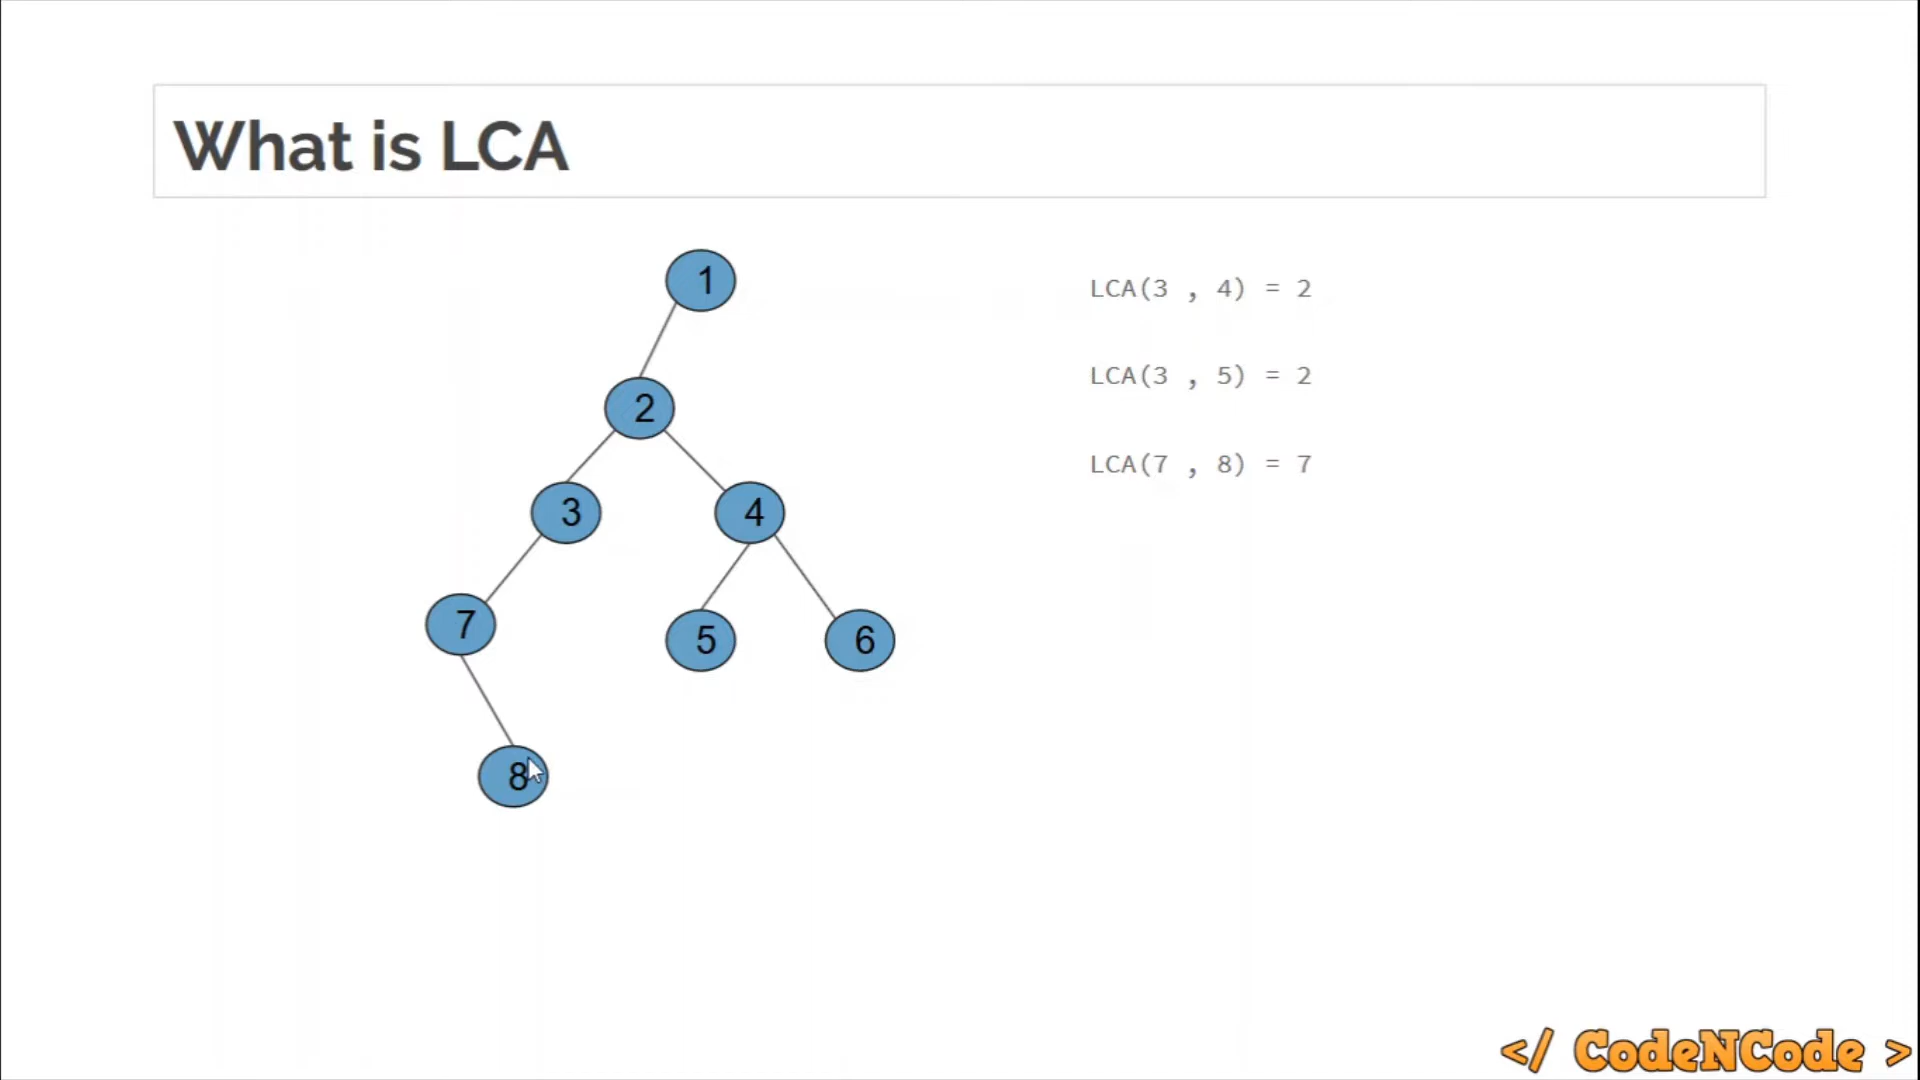 What is LCA
1
LCA(3 , 4) = 2
LCA(3 , 5) = 2
2
LCA(7 , 8) = 7
3
4
7
5
6
8
</ CodeNCode >